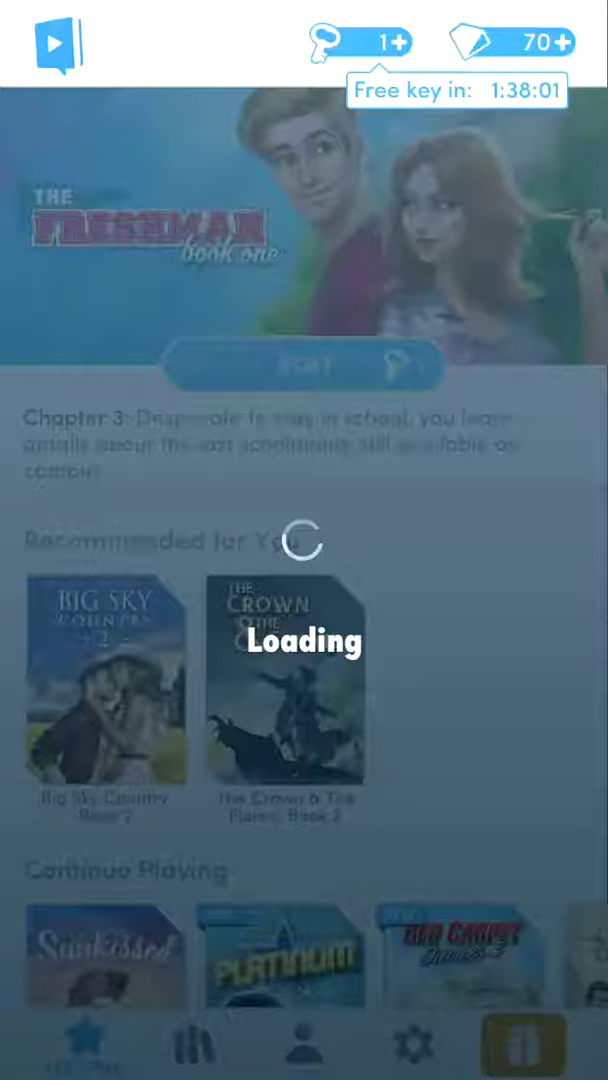 1+
70+
Free key in: 1:38:01
THE
FRESHMAN
book one
PLAY
Chapter 3: Desperate to stay in school, you learn
details about the last scholarship still available on
campus.
Recommended for You
BIG SKY
COUNTRY
2
THE
CROWN
& THE
Loading
Big Sky Country,
Book 2
The Crown & The
Flame, Book 2
Continue Playing
Sunkissed
PLATINUM
RED CARPET